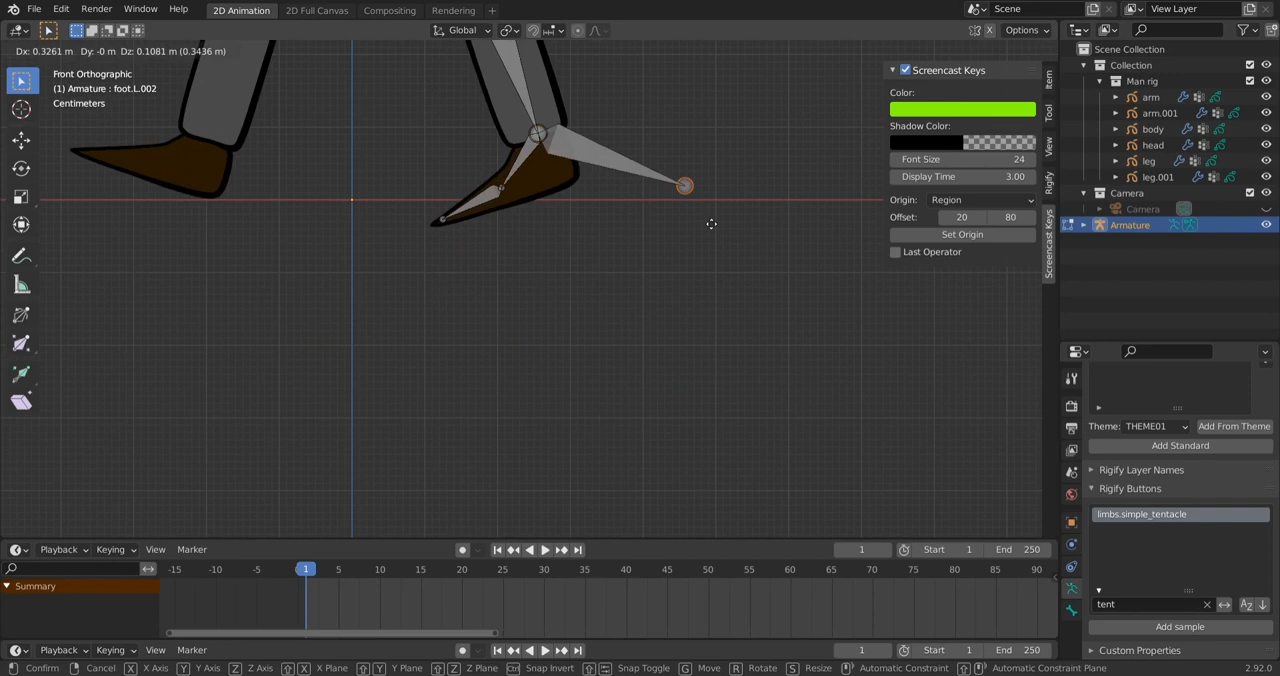 File Edit Render Window Help 2D Animation 2D Full Canvas Compositing Rendering + Scene View Layer
Global X Options
Dx: 0.3261 m Dy: -0 m Dz: 0.1081 m (0.3436 m)
Front Orthographic
(1) Armature : foot.L.002
Centimeters
Screencast Keys
Color:
Shadow Color:
Font Size 24
Display Time 3.00
Origin: Region
Offset: 20 80
Set Origin
Last Operator
Item
Tool
View
Rigify
Screencast Keys
Scene Collection
Collection
Man rig
arm
arm.001
body
head
leg
leg.001
Camera
Camera
Armature
Theme: THEME01 Add From Theme
Add Standard
Rigify Layer Names
Rigify Buttons
limbs.simple_tentacle
tent
Add sample
Custom Properties
Playback Keying View Marker 1 Start 1 End 250
-15 -10 -5 1 5 10 15 20 25 30 35 40 45 50 55 60 65 70 75 80 85 90
Summary
Playback Keying View Marker 1 Start 1 End 250
Confirm Cancel X X Axis Y Y Axis Z Z Axis X X Plane Y Y Plane Z Z Plane Ctrl Snap Invert Snap Toggle G Move R Rotate S Resize Automatic Constraint Automatic Constraint Plane 2.92.0